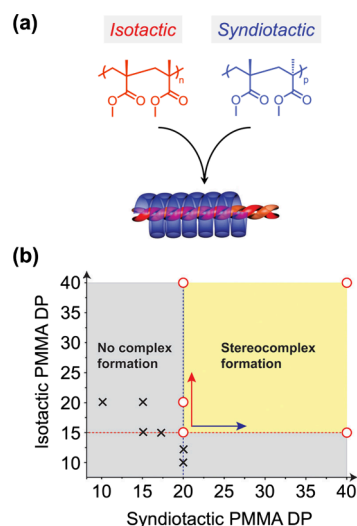 (a)
Isotactic
Syndiotactic
n
p
O
O
O
O
O
O
O
O
(b)
Isotactic PMMA DP
40
35
30
25
20
15
10
No complex
formation
Stereocomplex
formation
10
15
20
25
30
35
40
Syndiotactic PMMA DP